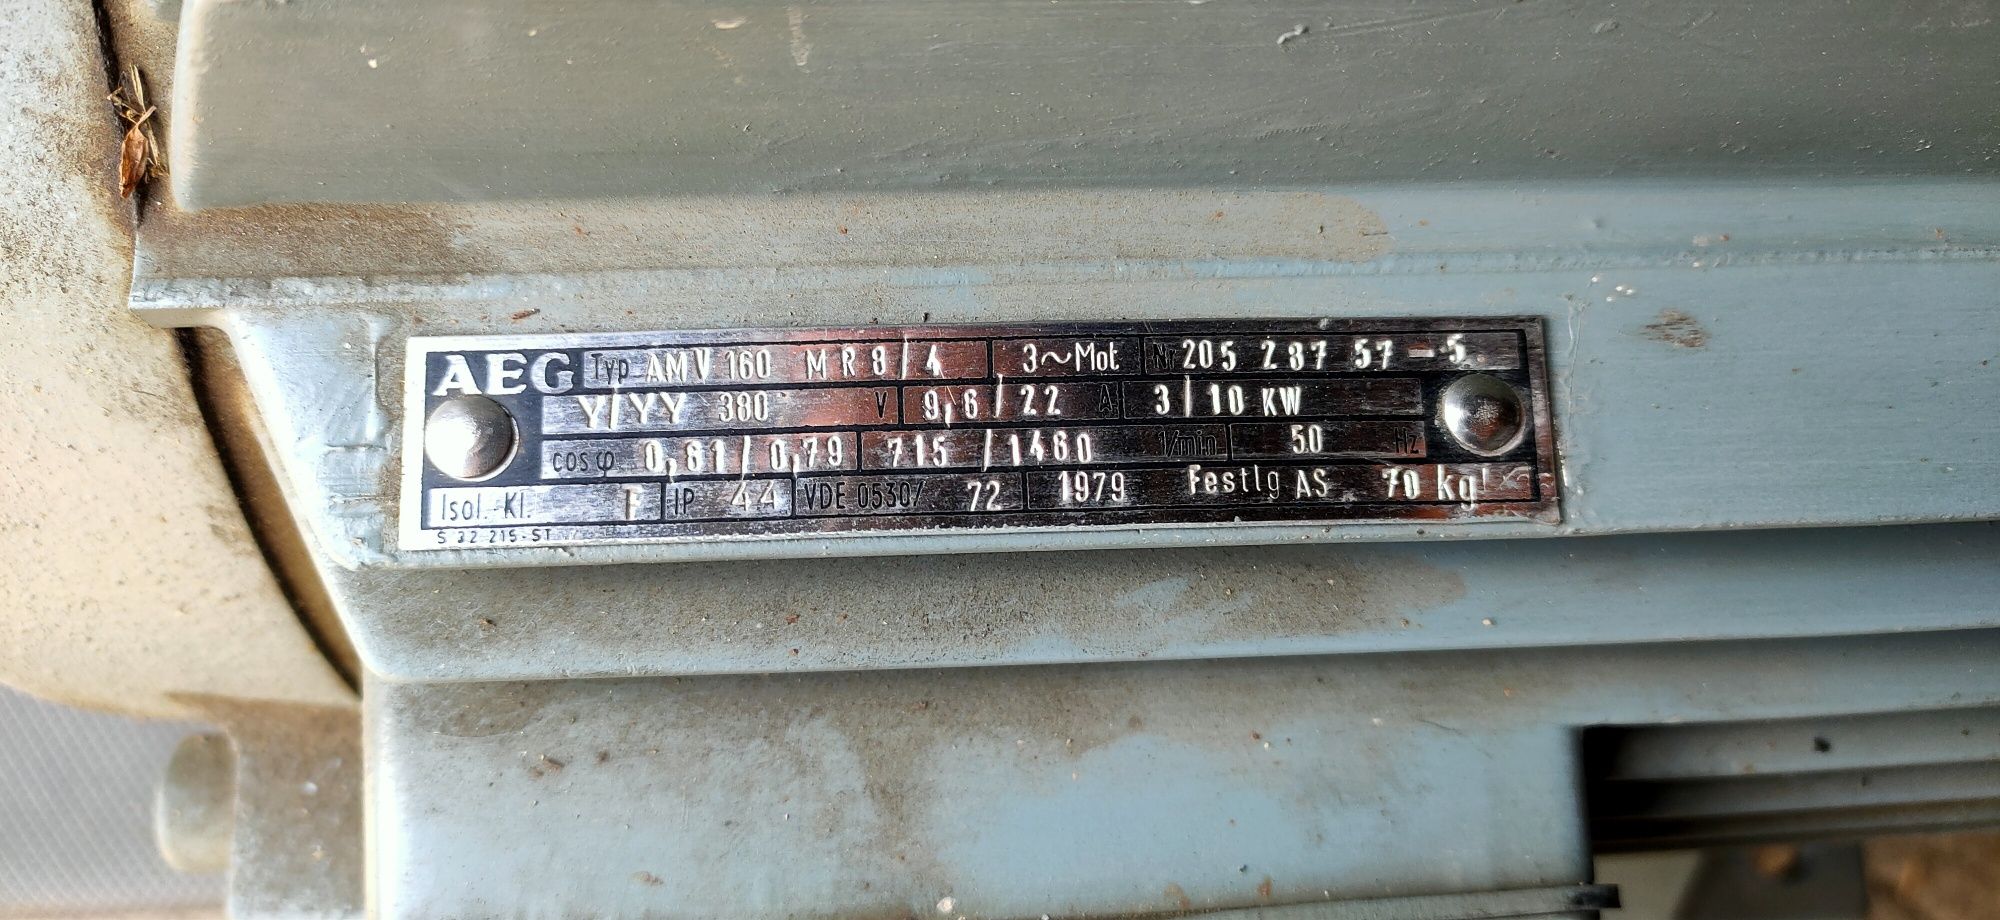 AEG Typ AMV 160 MR 8/4 3~Mot Nr 205 287 57-5
Y/YY 380 V 9,6/22 A 3/10 KW
cos φ 0,61/0,79 715/1460 1/min 50 Hz
Isol.-Kl. F IP 44 VDE 0530/ 72 1979 Festlg AS 70 kg
S 32 215-ST